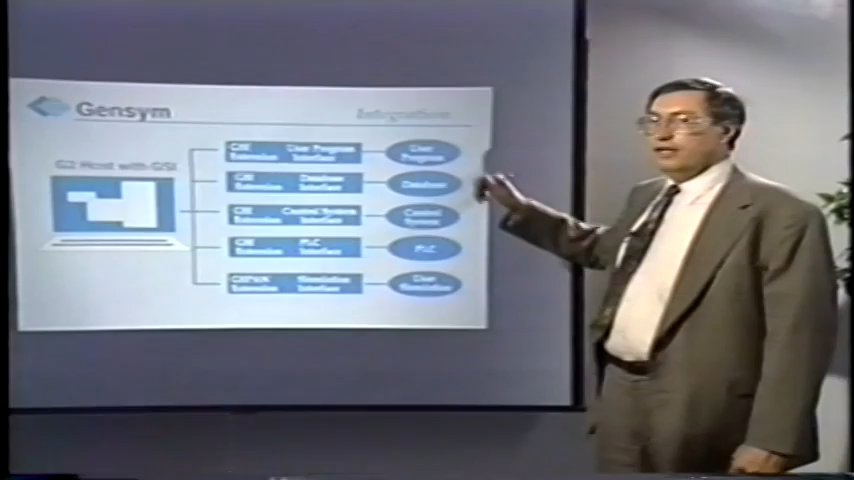 Gensym
Integration
G2 Host with GSI
GSI User Program
Extension Interface
User
Program
GSI Database
Extension Interface
Database
GSI Control System
Extension Interface
Control
System
GSI PLC
Extension Interface
PLC
Simulation
Extension Interface
User
Simulation